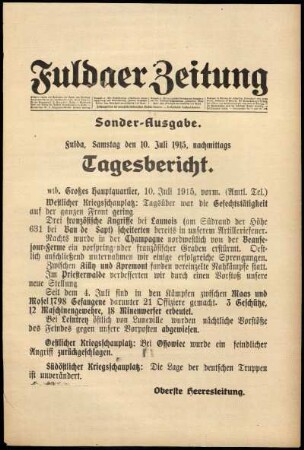 Fuldaer Zeitung
Sonder-Ausgabe.
Fulda, Samstag den 10. Juli 1915, nachmittags
Tagesbericht.
wtb. Großes Hauptquartier, 10. Juli 1915, vorm. (Amtl. Tel.)
Westlicher Kriegsschauplatz: Tagsüber war die Gefechtstätigkeit
auf der ganzen Front gering.
Drei französische Angriffe bei Launois (am Südrand der Höhe
631 bei Ban de Sapt) scheiterten bereits in unserem Artilleriefeuer.
Nachts wurde in der Champagne nordwestlich von der Beause-
jour-Ferme ein vorspringender französischer Graben erstürmt. Oestlich
anschließend unternahmen wir einige erfolgreiche Sprengungen.
Zwischen Ailly und Apremont fanden vereinzelte Nahkämpfe statt.
Im Priesterwalde verbesserten wir durch einen Vorstoß unsere
neue Stellung
Seit dem 4. Juli sind in den Kämpfen zwischen Maas und
Mosel 1798 Gefangene darunter 21 Offiziere gemacht. 3 Geschütze,
12 Maschinengewehre, 18 Minenwerfer erbeutet.
Bei Leintrey östlich von Luneville wurden nächtliche Vorstöße
des Feindes gegen unsere Vorposten abgewiesen.
Oestlicher Kriegsschauplatz: Bei Ossowiec wurde ein feindlicher
Angriff zurückgeschlagen.
Südöstlicher Kriegsschauplatz: Die Lage der deutschen Truppen
ist unverändert.
Oberste Heeresleitung.